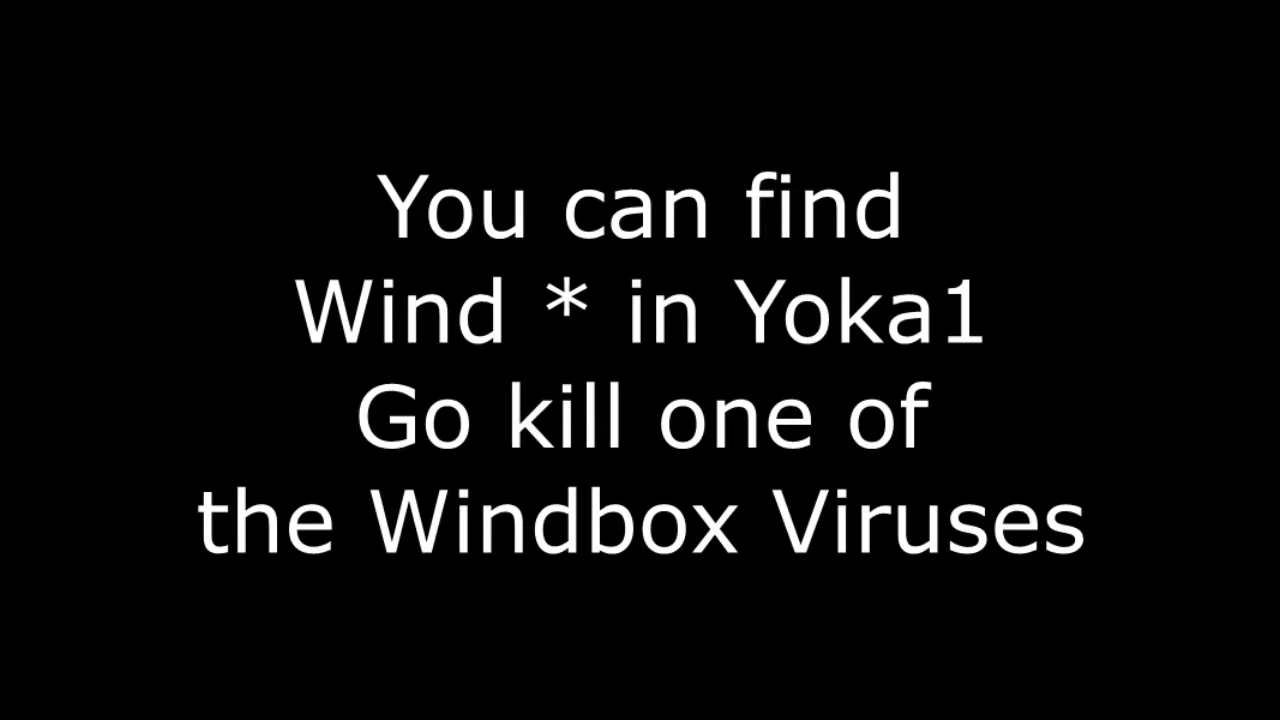 You can find
Wind * in Yoka1
Go kill one of
the Windbox Viruses